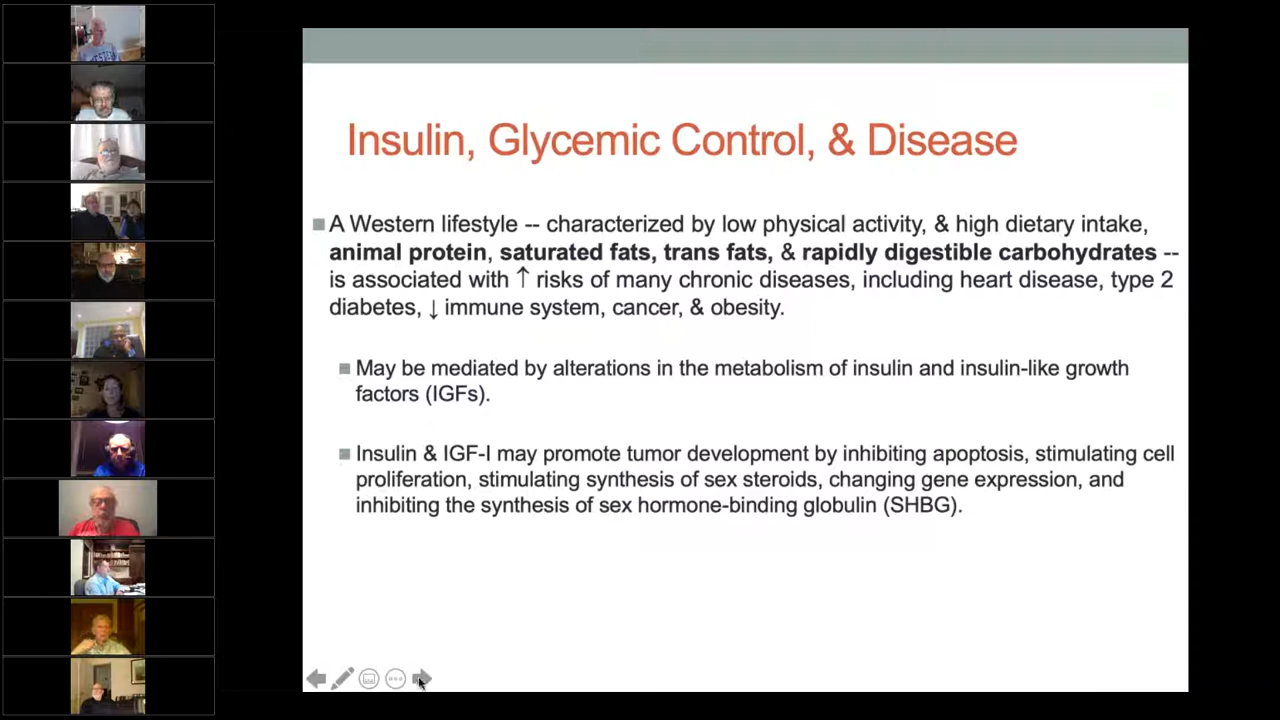 Insulin, Glycemic Control, & Disease
A Western lifestyle -- characterized by low physical activity, & high dietary intake,
animal protein, saturated fats, trans fats, & rapidly digestible carbohydrates --
is associated with ↑ risks of many chronic diseases, including heart disease, type 2
diabetes, ↓ immune system, cancer, & obesity.
May be mediated by alterations in the metabolism of insulin and insulin-like growth
factors (IGFs).
Insulin & IGF-I may promote tumor development by inhibiting apoptosis, stimulating cell
proliferation, stimulating synthesis of sex steroids, changing gene expression, and
inhibiting the synthesis of sex hormone-binding globulin (SHBG).